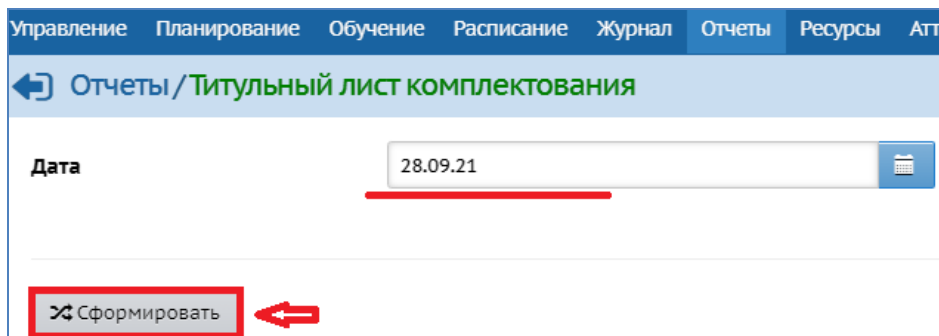 Управление Планирование Обучение Расписание Журнал Отчеты Ресурсы
Отчеты / Титульный лист комплектования
Дата 28.09.21
Сформировать